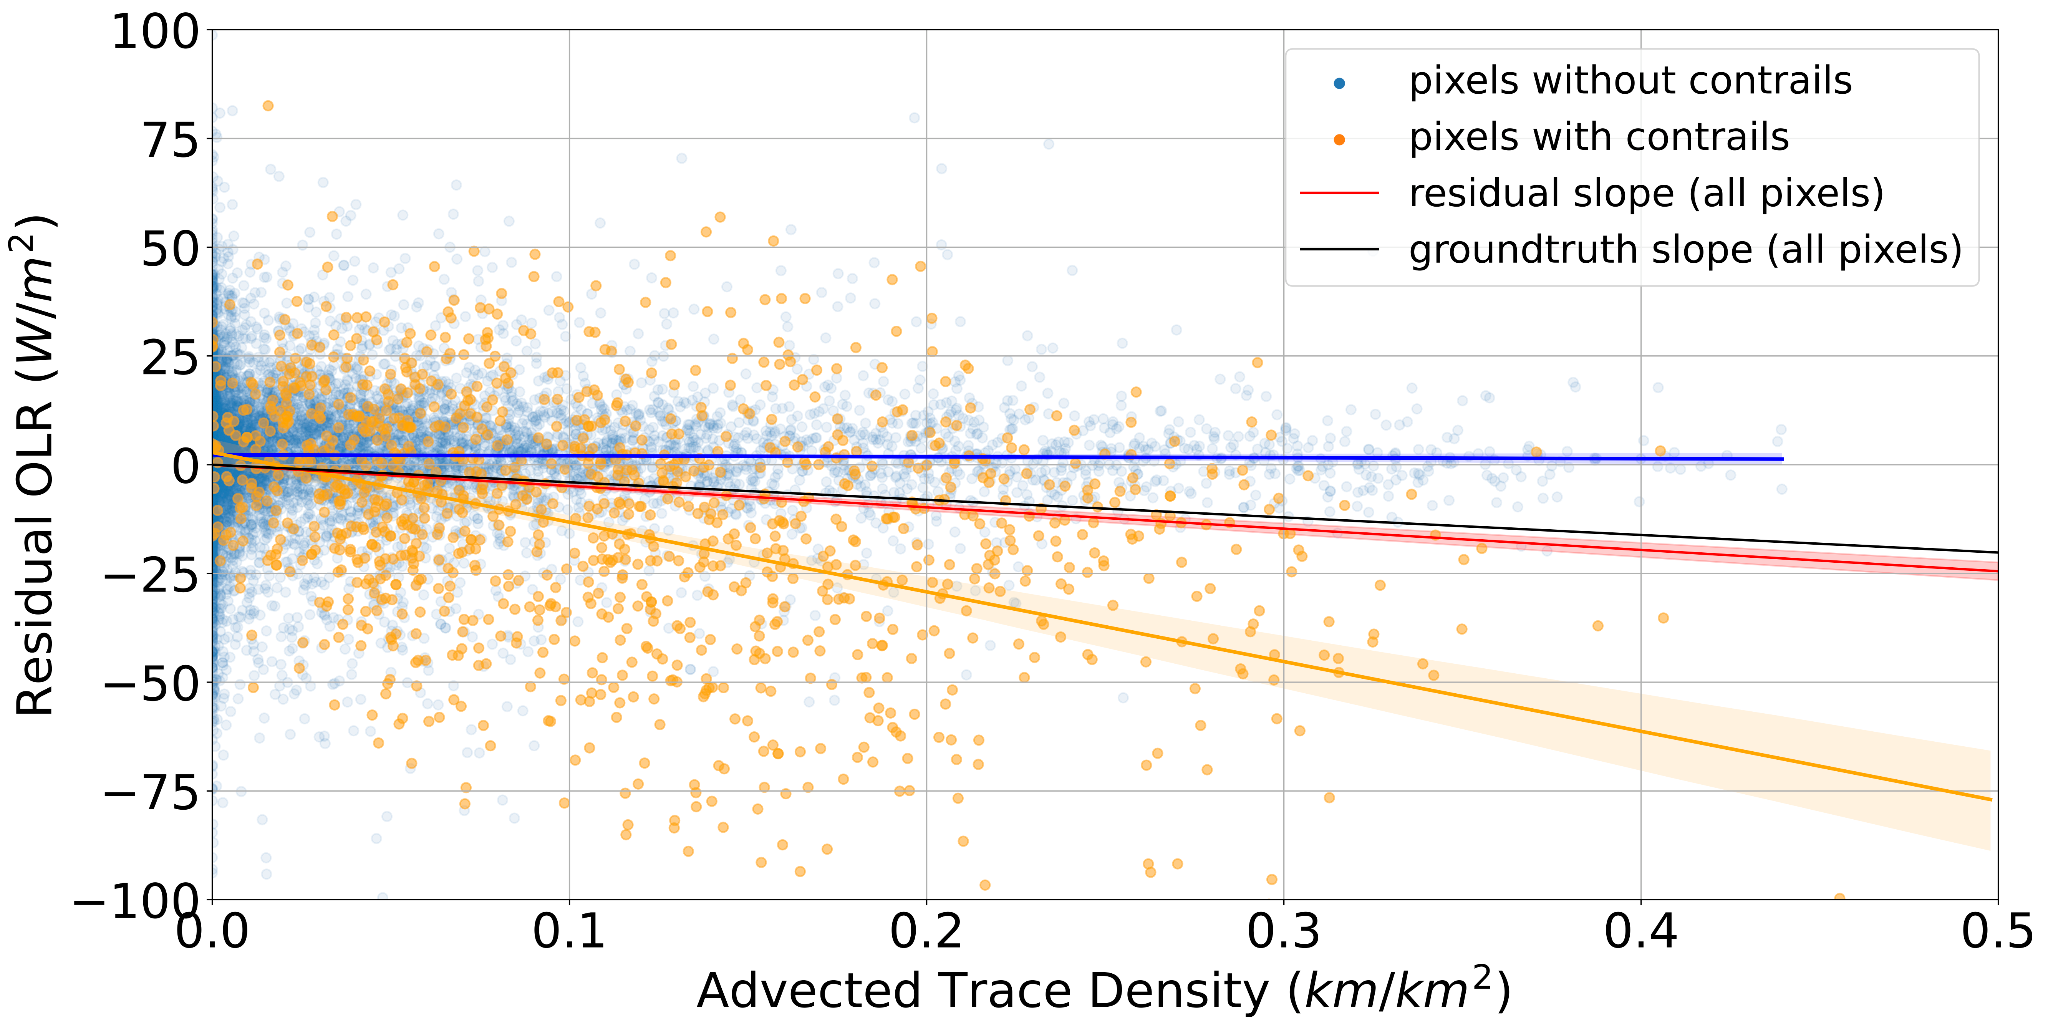 100
75
50
25
0
−25
−50
−75
−100
Residual OLR (W/m²)
pixels without contrails
pixels with contrails
residual slope (all pixels)
groundtruth slope (all pixels)
0.0 0.1 0.2 0.3 0.4 0.5
Advected Trace Density (km/km²)